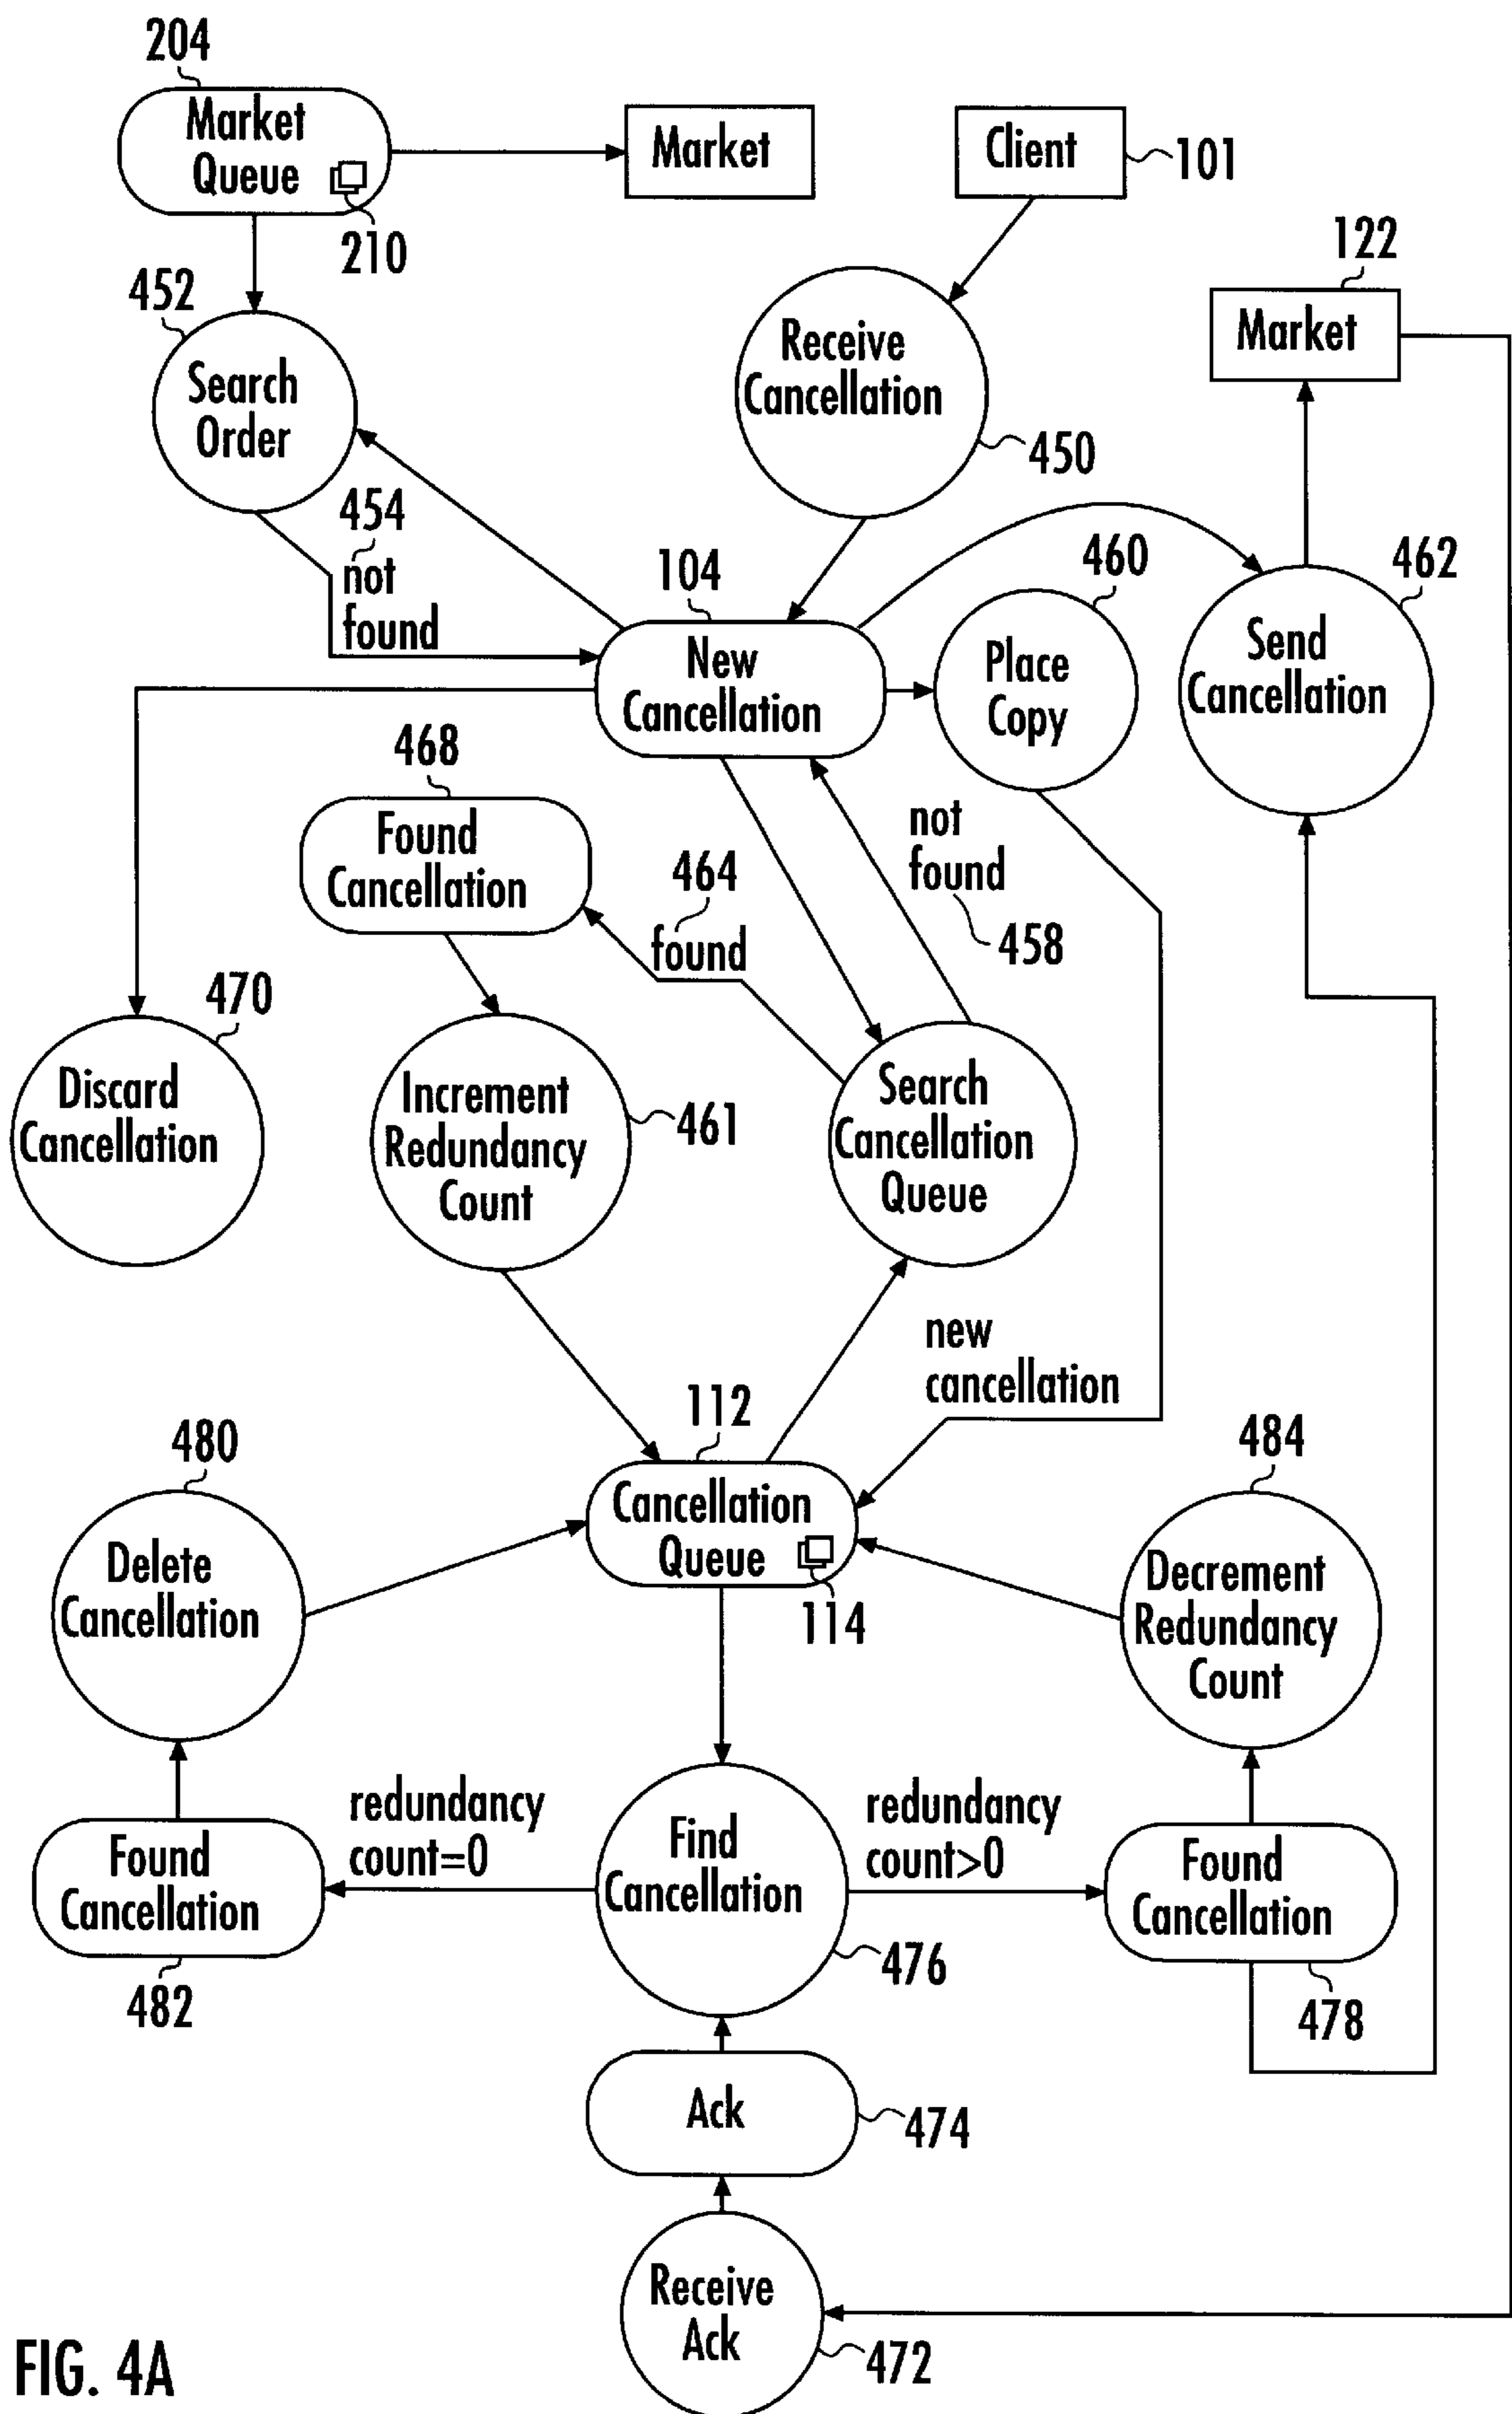 204
Market
Queue
210
Market
Client
101
122
Market
452
Search
Order
Receive
Cancellation
450
454
not
found
104
New
Cancellation
460
Place
Copy
462
Send
Cancellation
468
Found
Cancellation
464
found
not
found
458
470
Discard
Cancellation
Increment
Redundancy
Count
461
Search
Cancellation
Queue
new
cancellation
112
Cancellation
Queue
114
480
Delete
Cancellation
484
Decrement
Redundancy
Count
redundancy
count=0
Find
Cancellation
476
redundancy
count>0
Found
Cancellation
482
Found
Cancellation
478
Ack
474
Receive
Ack
472
FIG. 4A